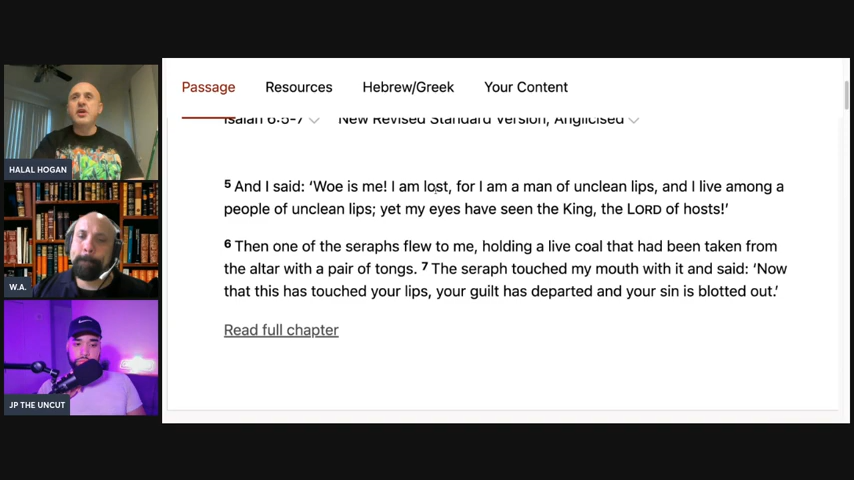 HALAL HOGAN
W.A.
JP THE UNCUT
Passage
Resources
Hebrew/Greek
Your Content
Isaiah 6:5-7
New Revised Standard Version, Anglicised
5 And I said: ‘Woe is me! I am lost, for I am a man of unclean lips, and I live among a
people of unclean lips; yet my eyes have seen the King, the LORD of hosts!’
6 Then one of the seraphs flew to me, holding a live coal that had been taken from
the altar with a pair of tongs. 7 The seraph touched my mouth with it and said: ‘Now
that this has touched your lips, your guilt has departed and your sin is blotted out.’
Read full chapter